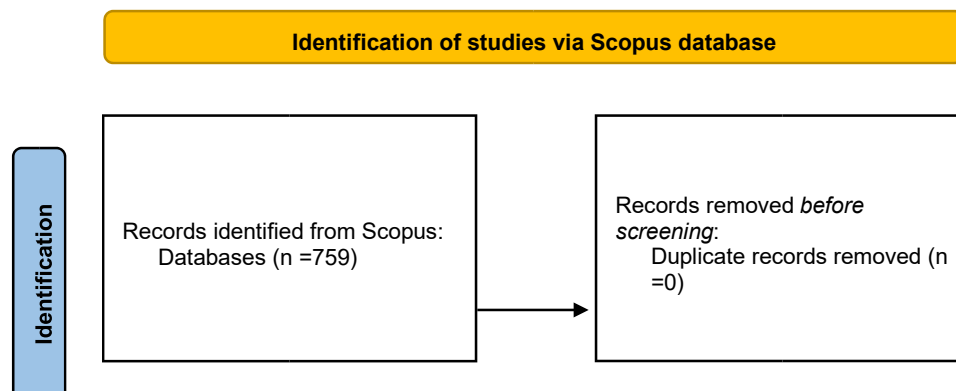 Identification of studies via Scopus database
Identification
Records identified from Scopus:
Databases (n =759)
Records removed before
screening:
Duplicate records removed (n
=0)